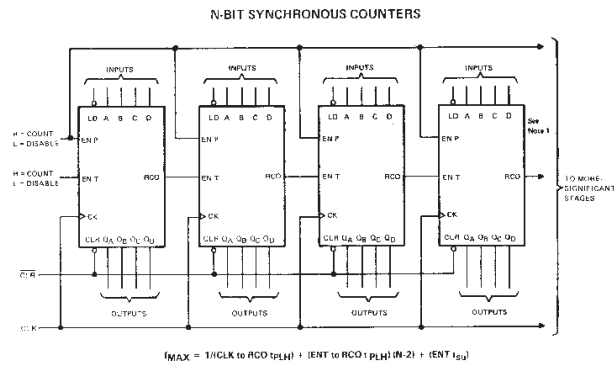 N-BIT SYNCHRONOUS COUNTERS
INPUTS INPUTS INPUTS INPUTS
LD A B C D LD A B C D LD A B C D LD A B C D
H = COUNT
L = DISABLE
EN P EN P EN P EN P
See
Note 1
H = COUNT
L = DISABLE
EN T RCO EN T RCO EN T RCO EN T RCO
TO MORE-
SIGNIFICANT
STAGES
CK CK CK CK
CLR QA QB QC QD CLR QA QB QC QD CLR QA QB QC QD CLR QA QB QC QD
CLR
OUTPUTS OUTPUTS OUTPUTS OUTPUTS
CLK
fMAX = 1/(CLK to RCO tPLH) + (ENT to RCO tPLH) (N-2) + (ENT tsu)